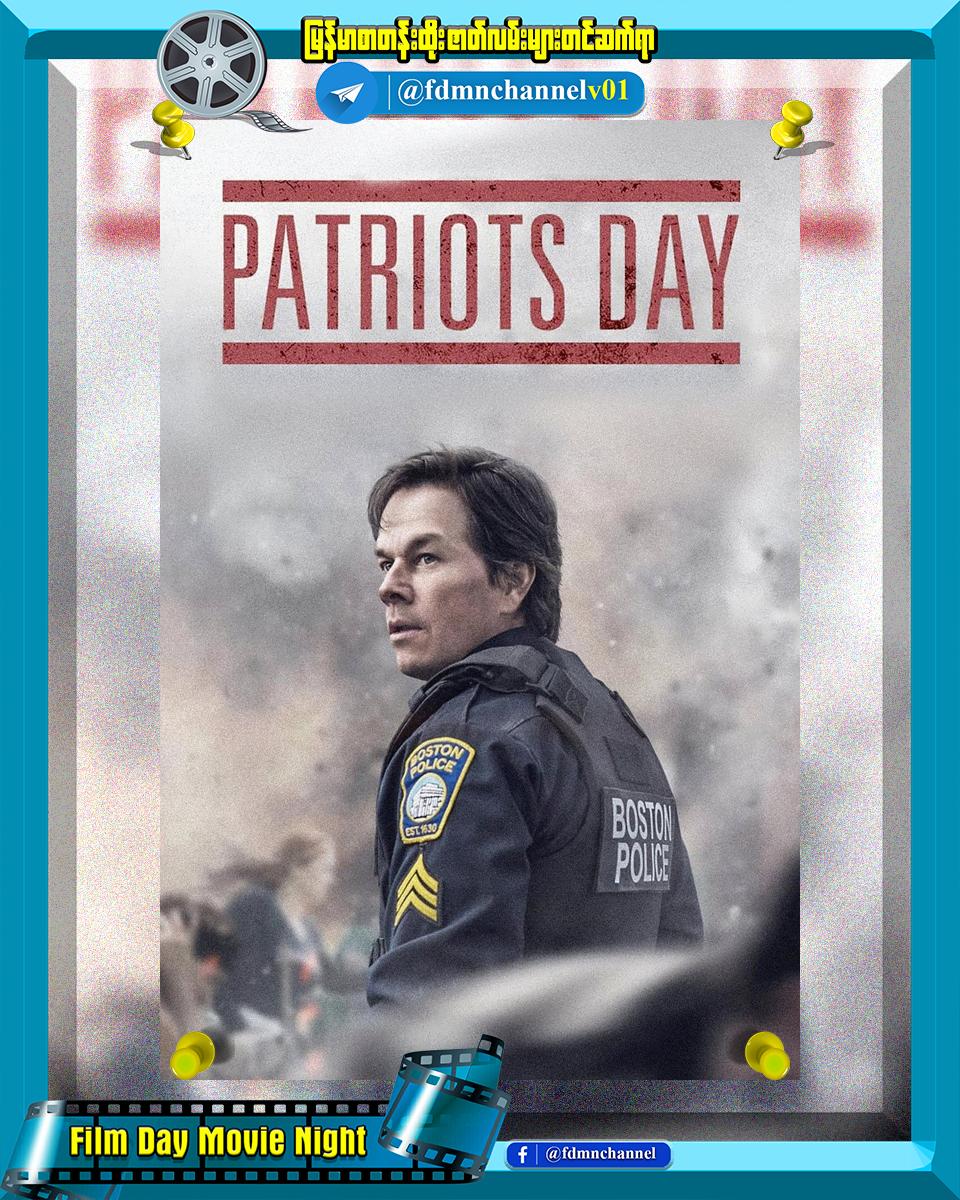 မြန်မာစာတန်းထိုးဇာတ်လမ်းများတင်ဆက်ရာ
@fdmnchannelv01
PATRIOTS DAY
BOSTON
POLICE
EST. 1630
BOSTON
POLICE
Film Day Movie Night
@fdmnchannel